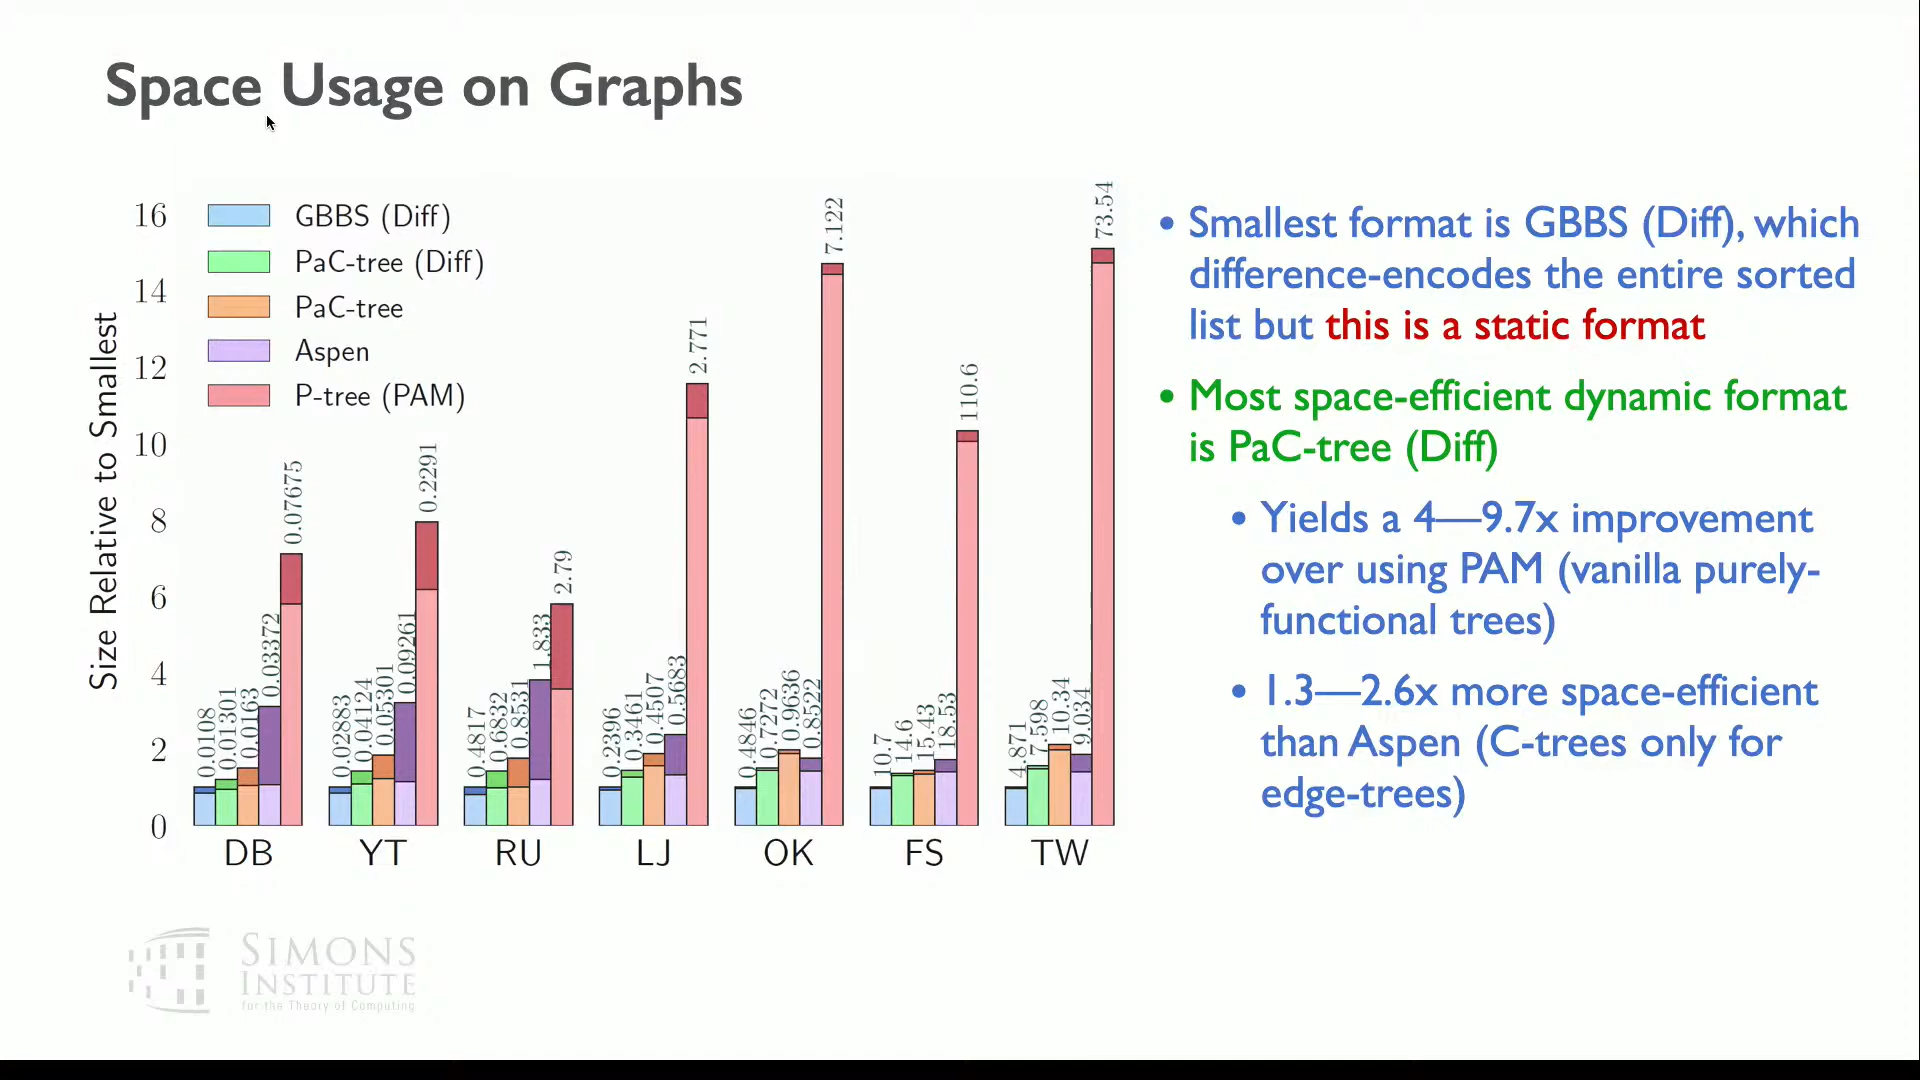 Space Usage on Graphs
Size Relative to Smallest
16
14
12
10
8
6
4
2
0
GBBS (Diff)
PaC-tree (Diff)
PaC-tree
Aspen
P-tree (PAM)
0.0108
0.01301
0.0163
0.03372
0.07675
0.02883
0.04124
0.05301
0.09261
0.2291
0.4817
0.6832
0.8531
1.833
2.79
0.2396
0.3461
0.4507
0.5683
2.771
0.4846
0.7272
0.9636
0.8522
7.122
10.7
14.6
15.43
18.53
110.6
4.871
7.598
10.34
9.034
73.54
DB YT RU LJ OK FS TW
• Smallest format is GBBS (Diff), which
difference-encodes the entire sorted
list but this is a static format
• Most space-efficient dynamic format
is PaC-tree (Diff)
• Yields a 4—9.7x improvement
over using PAM (vanilla purely-
functional trees)
• 1.3—2.6x more space-efficient
than Aspen (C-trees only for
edge-trees)
SIMONS
INSTITUTE
for the Theory of Computing